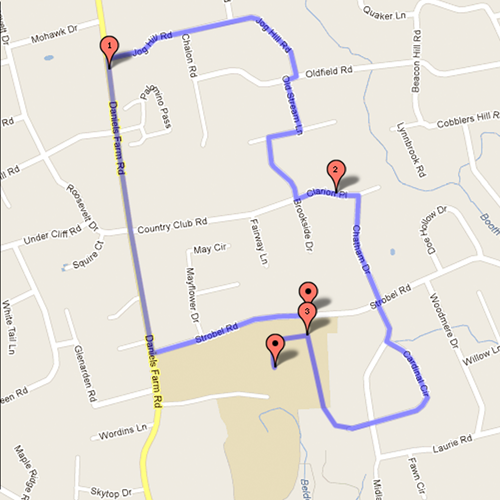 Quaker Ln
Mohawk Dr
Jog Hill Rd
Jog Hill Rd
Chalon Rd
Beacon Hill Rd
1
Oldfield Rd
Old Stream Ln
Palomino Pass
Daniels Farm Rd
Cobblers Hill R
Lynnbrook Rd
Rd
ll Rd
2
Clarion Pl
Roosevelt Dr
Brookside Dr
Country Club Rd
Fairway Ln
Hollow Dr
Doe
Boom
Under Cliff Rd
Squire Ct
May Cir
Chatham Dr
Mayflower Dr
Strobel Rd
3
Strobel Rd
White Tail Ln
Woodmere Dr
Glenarden Rd
Daniels Farm Rd
Cardinal Cir
Willow Ln
een Rd
Wordins Ln
Laurie Rd
Maple Ridge R
Skytop Dr
Fawn Cir